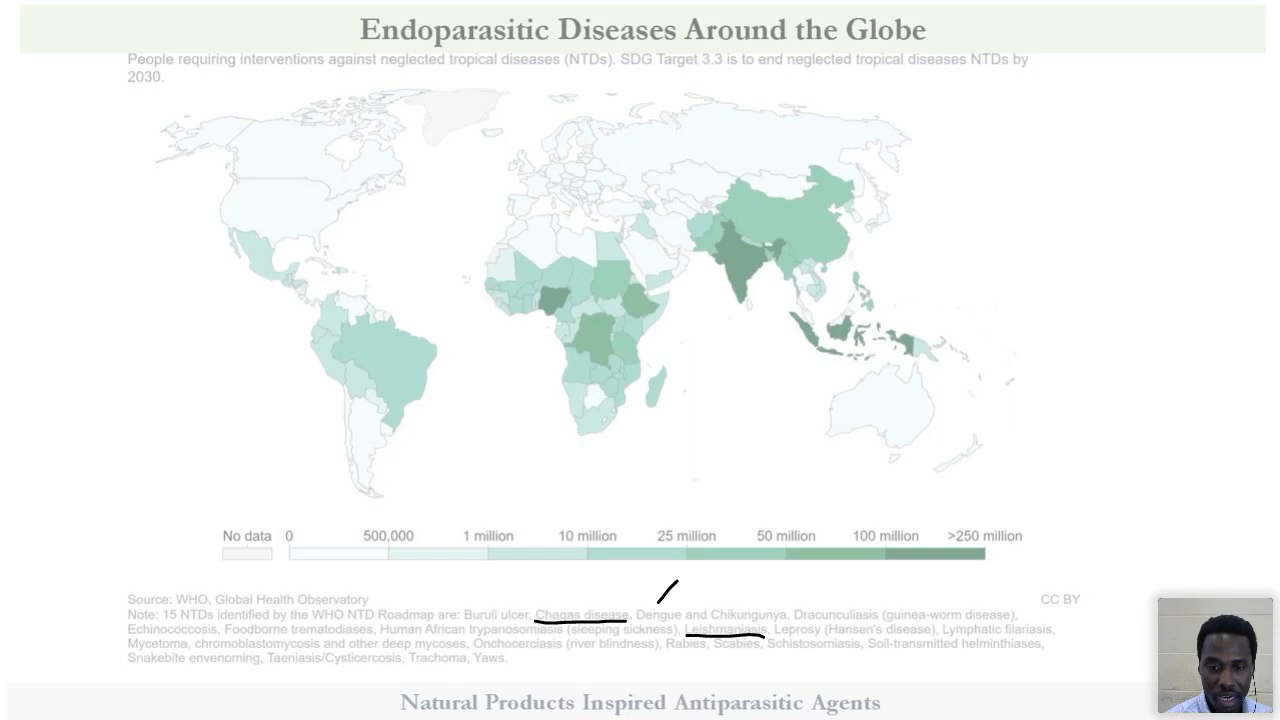 Endoparasitic Diseases Around the Globe
People requiring interventions against neglected tropical diseases (NTDs). SDG Target 3.3 is to end neglected tropical diseases NTDs by
2030.
No data 0 500,000 1 million 10 million 25 million 50 million 100 million >250 million
Source: WHO, Global Health Observatory CC BY
Note: 15 NTDs identified by the WHO NTD Roadmap are: Buruli ulcer, Chagas disease, Dengue and Chikungunya, Dracunculiasis (guinea-worm disease),
Echinococcosis, Foodborne trematodiases, Human African trypanosomiasis (sleeping sickness), Leishmaniasis, Leprosy (Hansen's disease), Lymphatic filariasis,
Mycetoma, chromoblastomycosis and other deep mycoses, Onchocerciasis (river blindness), Rabies, Scabies, Schistosomiasis, Soil-transmitted helminthiases,
Snakebite envenoming, Taeniasis/Cysticercosis, Trachoma, Yaws.
Natural Products Inspired Antiparasitic Agents